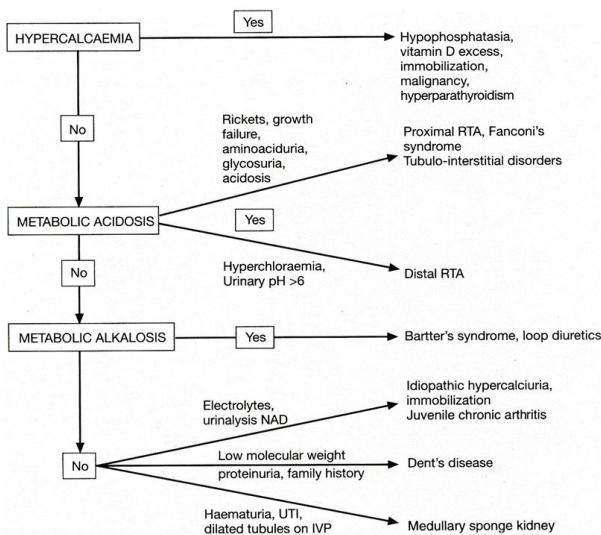 HYPERCALCAEMIA
Yes
Hypophosphatasia,
vitamin D excess,
immobilization,
malignancy,
hyperparathyroidism
No
Rickets, growth
failure,
aminoaciduria,
glycosuria,
acidosis
Proximal RTA, Fanconi's
syndrome
Tubulo-interstitial disorders
METABOLIC ACIDOSIS
Yes
Hyperchloraemia,
Urinary pH >6
Distal RTA
No
METABOLIC ALKALOSIS
Yes
Bartter's syndrome, loop diuretics
Electrolytes,
urinalysis NAD
Idiopathic hypercalciuria,
immobilization
Juvenile chronic arthritis
No
Low molecular weight
proteinuria, family history
Dent's disease
Haematuria, UTI,
dilated tubules on IVP
Medullary sponge kidney